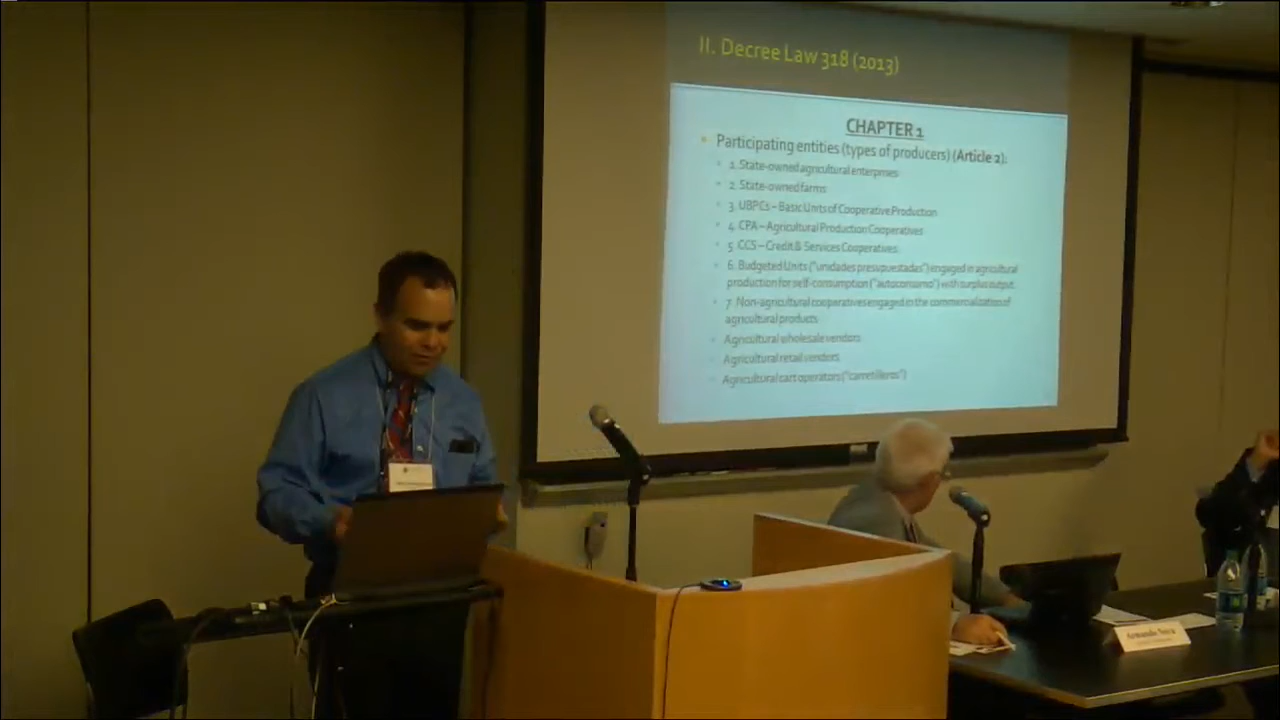 II. Decree Law 318 (2013)
CHAPTER 1
Participating entities (types of producers) (Article 2):
1. State-owned agricultural enterprises
2. State-owned farms
3. UBPCs – Basic Units of Cooperative Production
4. CPA – Agricultural Production Cooperatives
5. CCS – Credit & Services Cooperatives.
6. Budgeted Units ("unidades presupuestadas") engaged in agricultural
production for self-consumption ("autoconsumo") with surplus output.
7. Non-agricultural cooperatives engaged in the commercialization of
agricultural products
Agricultural wholesale vendors
Agricultural retail vendors
Agricultural cart operators ("carretilleros")
Armando Nova